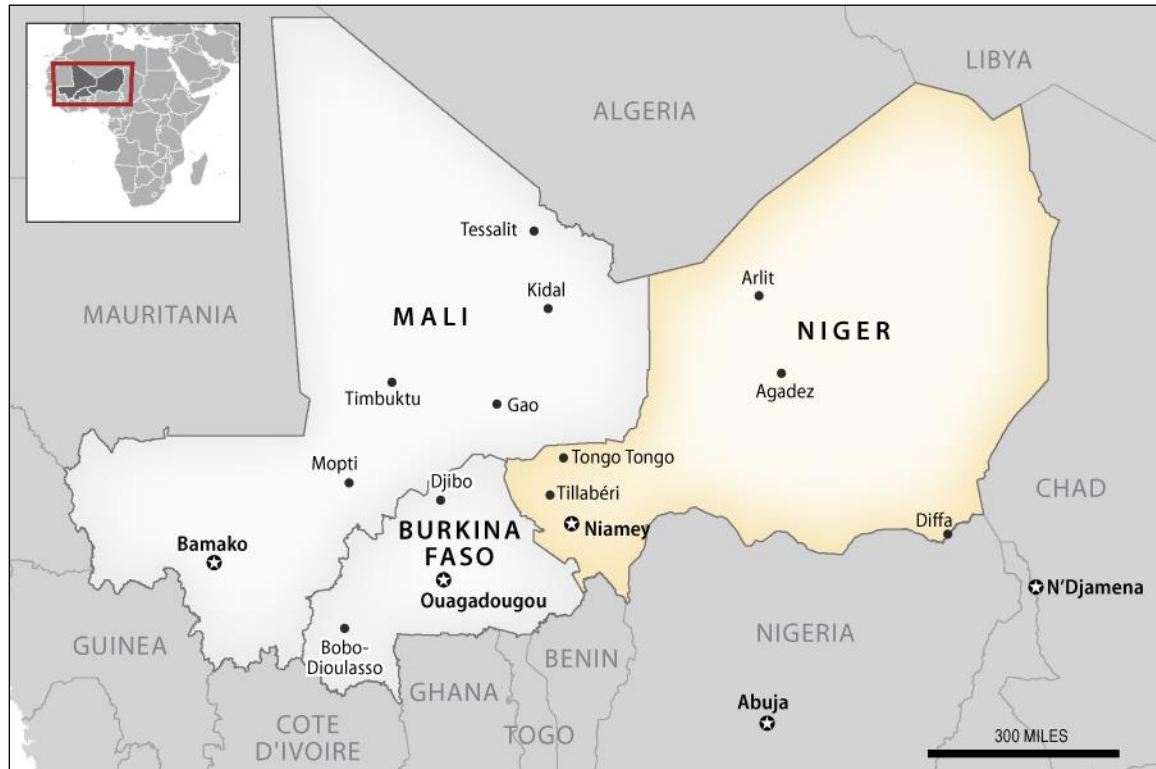 LIBYA
ALGERIA
Tessalit
Kidal
Arlit
MAURITANIA
MALI
NIGER
Timbuktu
Gao
Agadez
Mopti
Tongo Tongo
Djibo
Tillabéri
CHAD
BURKINA
FASO
Niamey
Diffa
Bamako
Ouagadougou
N'Djamena
GUINEA
Bobo-
Dioulasso
BENIN
NIGERIA
GHANA
COTE
D'IVOIRE
TOGO
Abuja
300 MILES